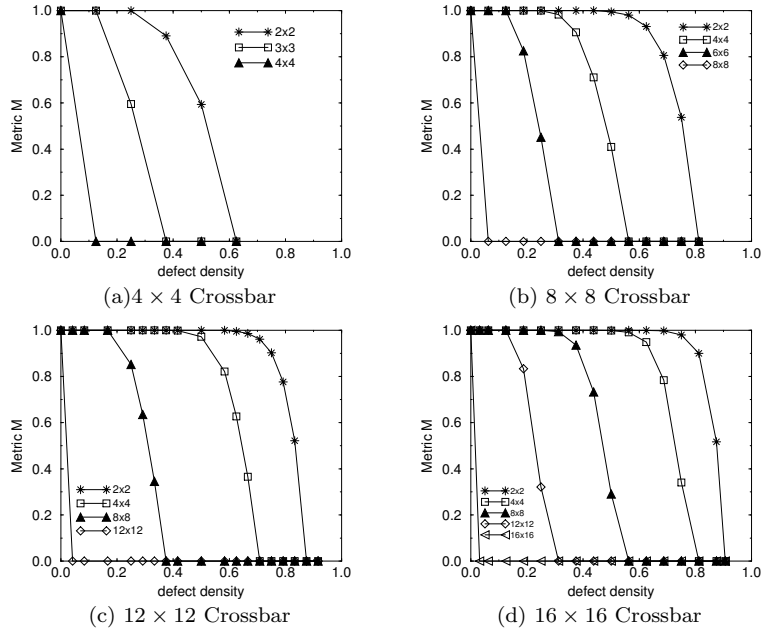 1.0
0.8
0.6
0.4
0.2
0.0
Metric M
2x2
3x3
4x4
0.0 0.2 0.4 0.6 0.8 1.0
defect density
(a)4 × 4 Crossbar
1.0
0.8
0.6
0.4
0.2
0.0
Metric M
2x2
4x4
6x6
8x8
0.0 0.2 0.4 0.6 0.8 1.0
defect density
(b) 8 × 8 Crossbar
1.0
0.8
0.6
0.4
0.2
0.0
Metric M
2x2
4x4
8x8
12x12
0.0 0.2 0.4 0.6 0.8 1.0
defect density
(c) 12 × 12 Crossbar
1.0
0.8
0.6
0.4
0.2
0.0
Metric M
2x2
4x4
8x8
12x12
16x16
0.0 0.2 0.4 0.6 0.8 1.0
defect density
(d) 16 × 16 Crossbar